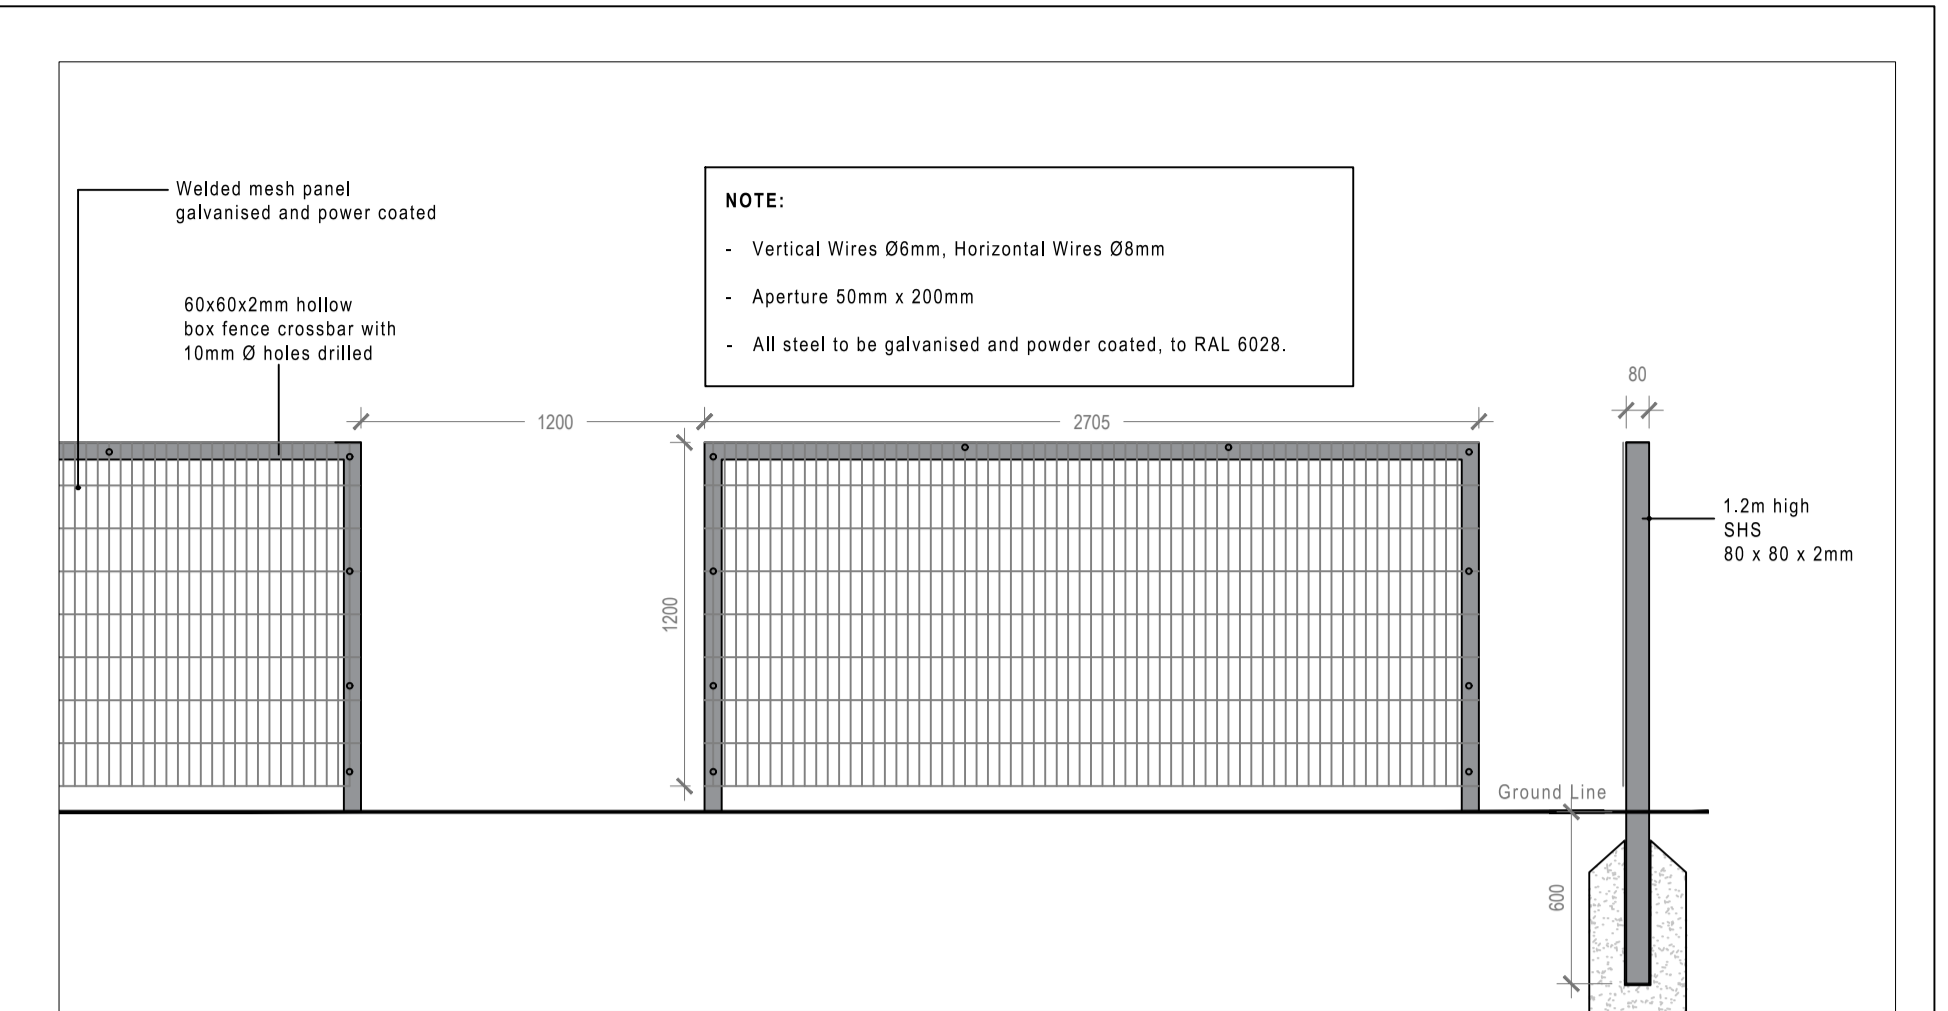 Welded mesh panel
galvanised and power coated
60x60x2mm hollow
box fence crossbar with
10mm Ø holes drilled
NOTE:
- Vertical Wires Ø6mm, Horizontal Wires Ø8mm
- Aperture 50mm x 200mm
- All steel to be galvanised and powder coated, to RAL 6028.
80
1200
2705
1.2m high
SHS
80 x 80 x 2mm
1200
Ground Line
600